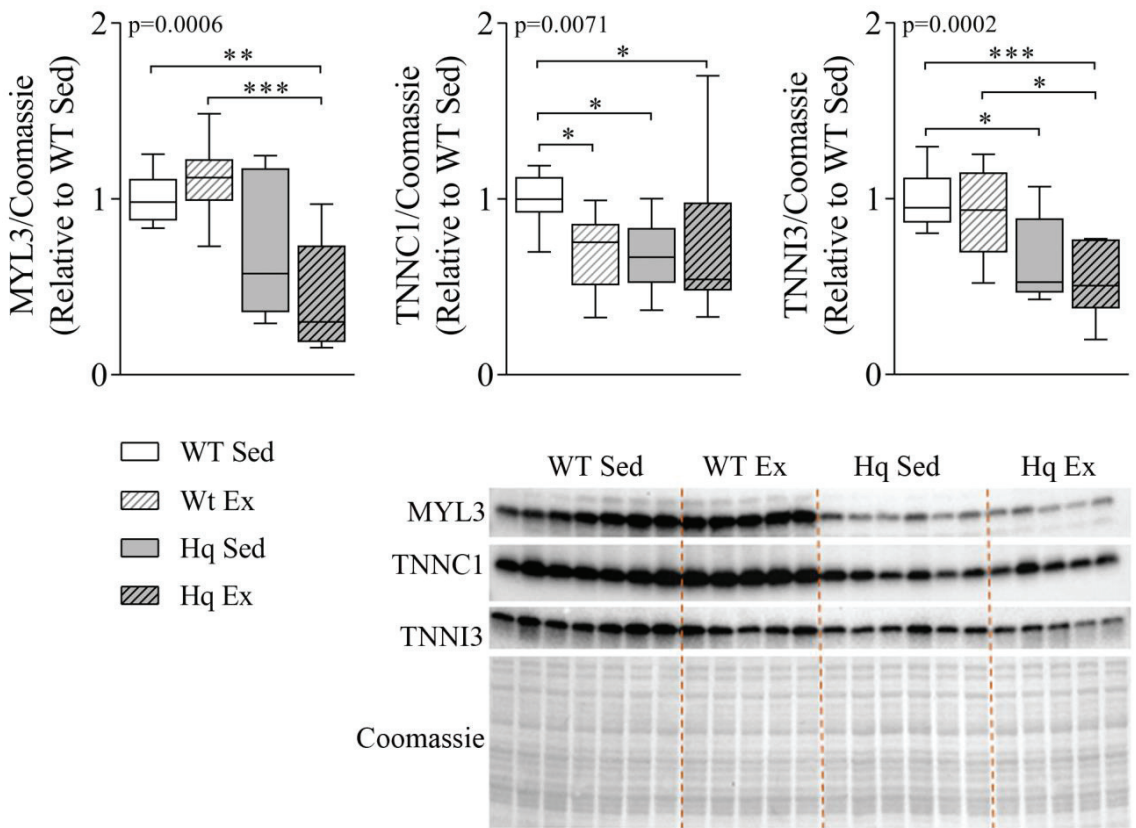 2
p=0.0006
**
***
1
0
MYL3/Coomassie
(Relative to WT Sed)
2
p=0.0071
*
*
*
1
0
TNNC1/Coomassie
(Relative to WT Sed)
2
p=0.0002
***
*
*
1
0
TNNI3/Coomassie
(Relative to WT Sed)
WT Sed
Wt Ex
Hq Sed
Hq Ex
WT Sed WT Ex Hq Sed Hq Ex
MYL3
TNNC1
TNNI3
Coomassie